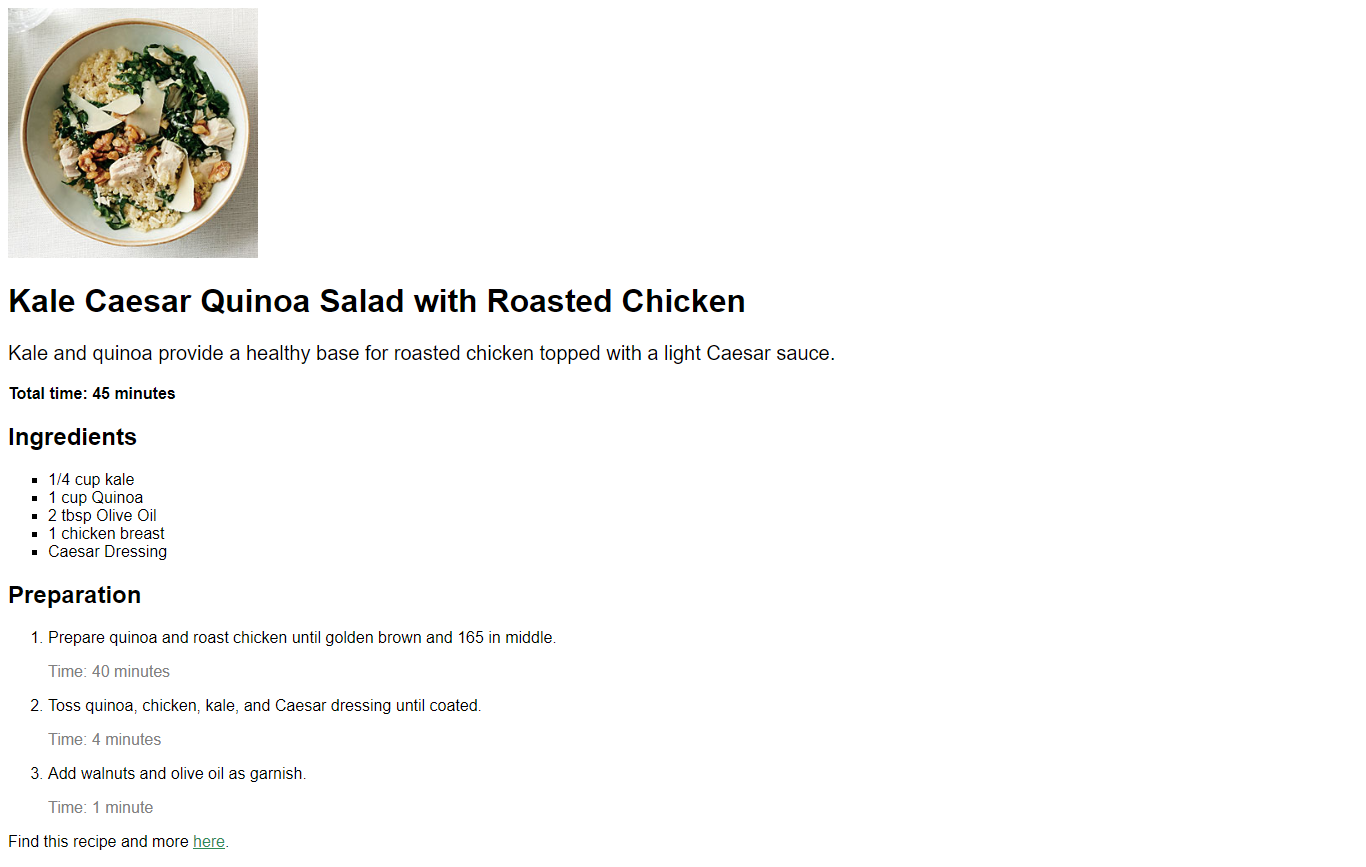 Kale Caesar Quinoa Salad with Roasted Chicken
Kale and quinoa provide a healthy base for roasted chicken topped with a light Caesar sauce.
Total time: 45 minutes
Ingredients
1/4 cup kale
1 cup Quinoa
2 tbsp Olive Oil
1 chicken breast
Caesar Dressing
Preparation
1. Prepare quinoa and roast chicken until golden brown and 165 in middle.
Time: 40 minutes
2. Toss quinoa, chicken, kale, and Caesar dressing until coated.
Time: 4 minutes
3. Add walnuts and olive oil as garnish.
Time: 1 minute
Find this recipe and more here.